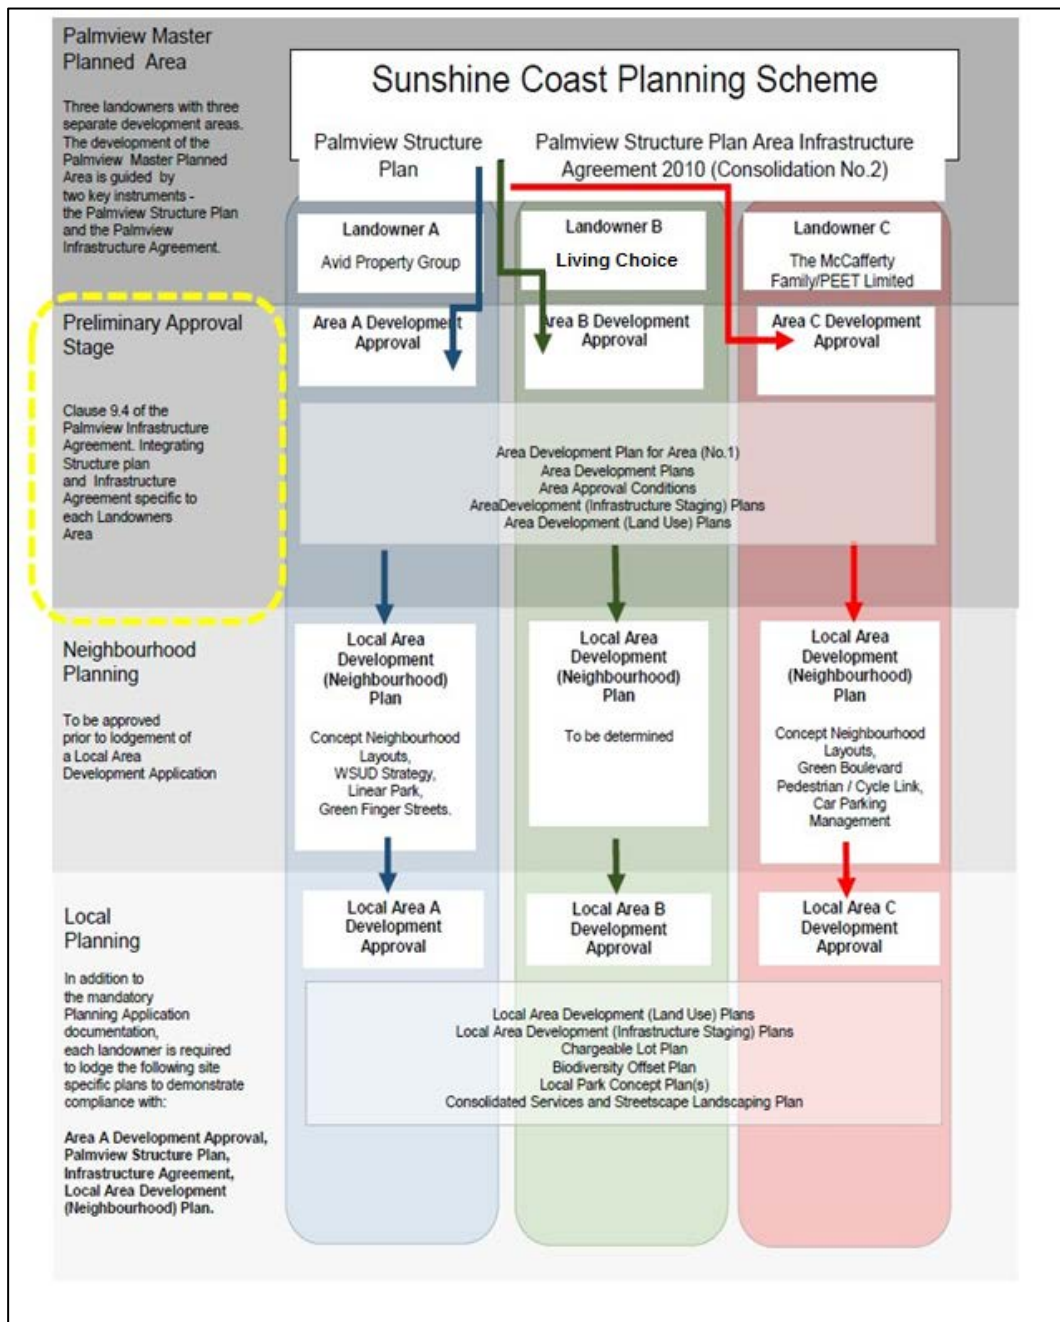 Palmview Master
Planned Area
Three landowners with three
separate development areas.
The development of the
Palmview Master Planned
Area is guided by
two key instruments -
the Palmview Structure Plan
and the Palmview
Infrastructure Agreement.
Sunshine Coast Planning Scheme
Palmview Structure
Plan
Palmview Structure Plan Area Infrastructure
Agreement 2010 (Consolidation No.2)
Landowner A
Avid Property Group
Landowner B
Living Choice
Landowner C
The McCafferty
Family/PEET Limited
Preliminary Approval
Stage
Clause 9.4 of the
Palmview Infrastructure
Agreement. Integrating
Structure plan
and Infrastructure
Agreement specific to
each Landowners
Area
Area A Development
Approval
Area B Development
Approval
Area C Development
Approval
Area Development Plan for Area (No.1)
Area Development Plans
Area Approval Conditions
AreaDevelopment (Infrastructure Staging) Plans
Area Development (Land Use) Plans
Neighbourhood
Planning
To be approved
prior to lodgement of
a Local Area
Development Application
Local Area
Development
(Neighbourhood)
Plan
Concept Neighbourhood
Layouts,
WSUD Strategy,
Linear Park,
Green Finger Streets.
Local Area
Development
(Neighbourhood)
Plan
To be determined
Local Area
Development
(Neighbourhood)
Plan
Concept Neighbourhood
Layouts,
Green Boulevard
Pedestrian / Cycle Link,
Car Parking
Management
Local
Planning
In addition to
the mandatory
Planning Application
documentation,
each landowner is required
to lodge the following site
specific plans to demonstrate
compliance with:
Area A Development Approval,
Palmview Structure Plan,
Infrastructure Agreement,
Local Area Development
(Neighbourhood) Plan.
Local Area A
Development
Approval
Local Area B
Development
Approval
Local Area C
Development
Approval
Local Area Development (Land Use) Plans
Local Area Development (Infrastructure Staging) Plans
Chargeable Lot Plan
Biodiversity Offset Plan
Local Park Concept Plan(s)
Consolidated Services and Streetscape Landscaping Plan